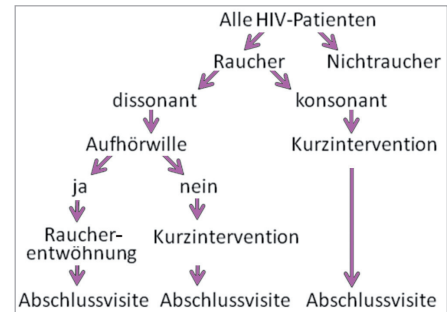 Alle HIV-Patienten
Raucher
Nichtraucher
dissonant
konsonant
Aufhörwille
Kurzintervention
ja
nein
Raucher-
entwöhnung
Kurzintervention
Abschlussvisite
Abschlussvisite
Abschlussvisite